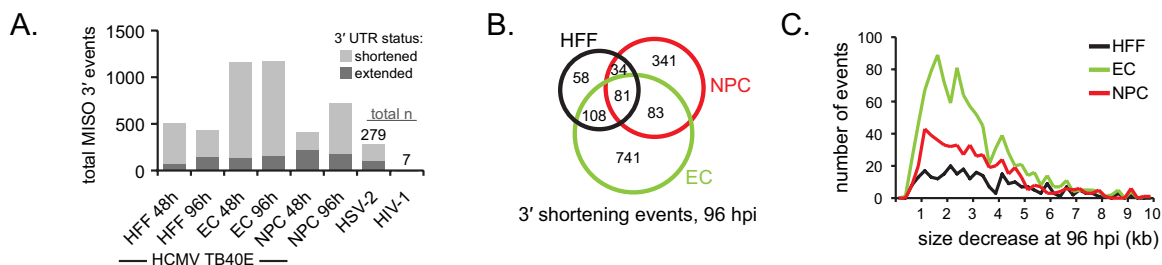 A.
total MISO 3′ events
1500
1000
500
0
3′ UTR status:
shortened
extended
total n
279
7
HFF 48h
HFF 96h
EC 48h
EC 96h
NPC 48h
NPC 96h
HSV-2
HIV-1
HCMV TB40E
B.
HFF
58
34
341
NPC
81
108
83
741
EC
3′ shortening events, 96 hpi
C.
number of events
100
80
60
40
20
0
HFF
EC
NPC
1 2 3 4 5 6 7 8 9 10
size decrease at 96 hpi (kb)